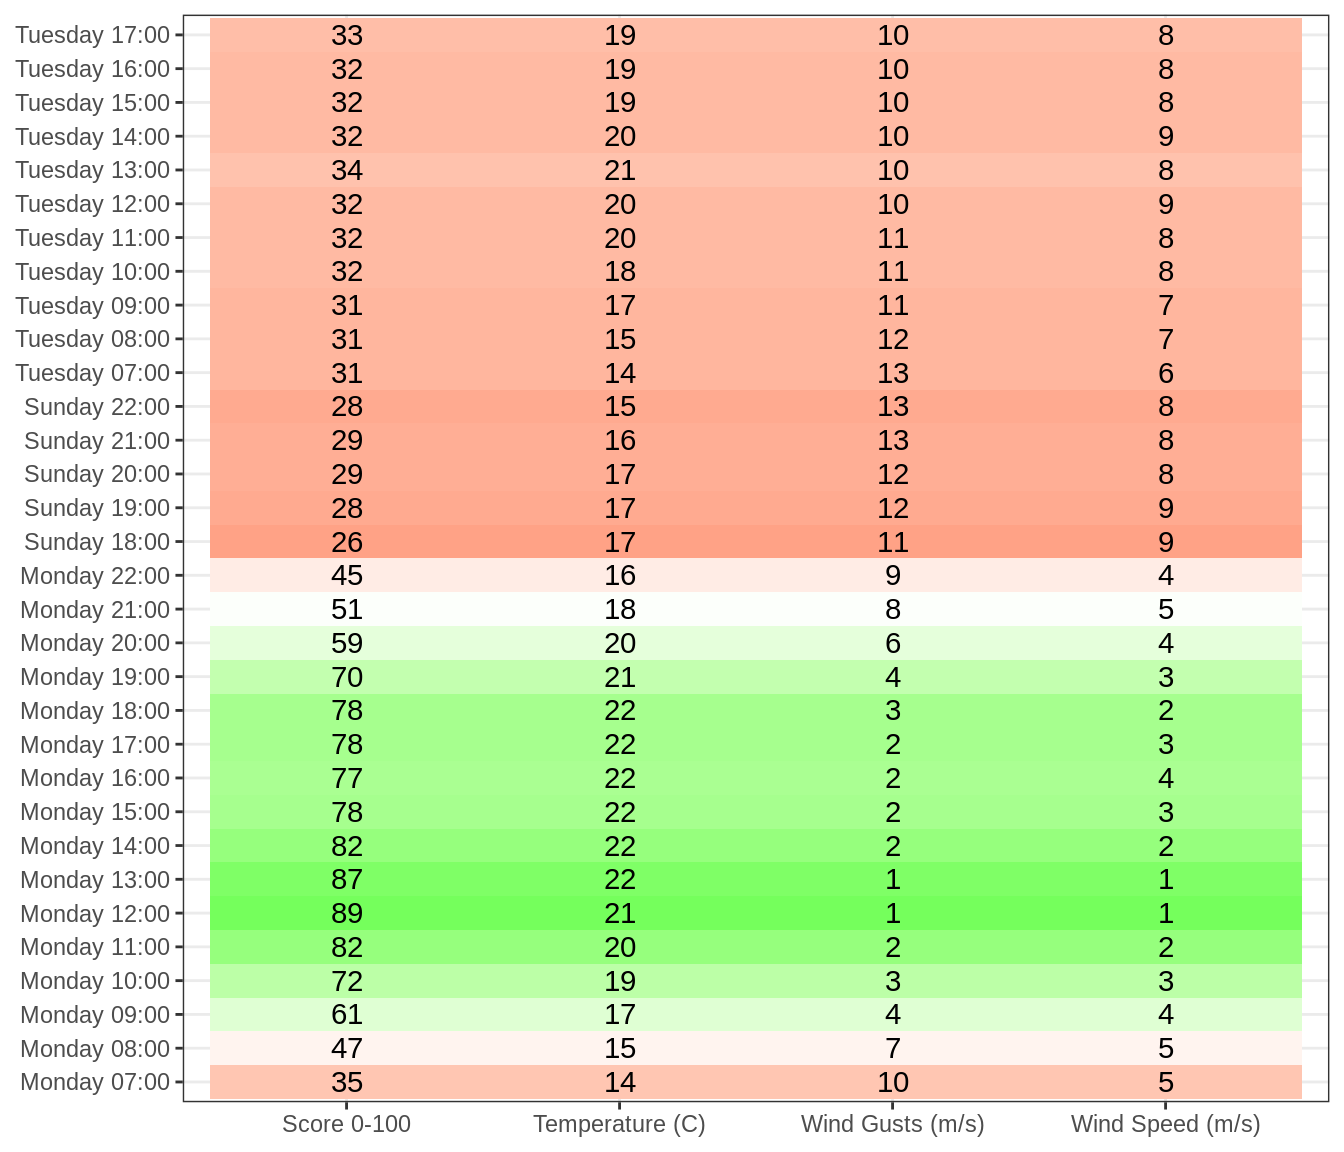 Tuesday 17:00 33 19 10 8
Tuesday 16:00 32 19 10 8
Tuesday 15:00 32 19 10 8
Tuesday 14:00 32 20 10 9
Tuesday 13:00 34 21 10 8
Tuesday 12:00 32 20 10 9
Tuesday 11:00 32 20 11 8
Tuesday 10:00 32 18 11 8
Tuesday 09:00 31 17 11 7
Tuesday 08:00 31 15 12 7
Tuesday 07:00 31 14 13 6
Sunday 22:00 28 15 13 8
Sunday 21:00 29 16 13 8
Sunday 20:00 29 17 12 8
Sunday 19:00 28 17 12 9
Sunday 18:00 26 17 11 9
Monday 22:00 45 16 9 4
Monday 21:00 51 18 8 5
Monday 20:00 59 20 6 4
Monday 19:00 70 21 4 3
Monday 18:00 78 22 3 2
Monday 17:00 78 22 2 3
Monday 16:00 77 22 2 4
Monday 15:00 78 22 2 3
Monday 14:00 82 22 2 2
Monday 13:00 87 22 1 1
Monday 12:00 89 21 1 1
Monday 11:00 82 20 2 2
Monday 10:00 72 19 3 3
Monday 09:00 61 17 4 4
Monday 08:00 47 15 7 5
Monday 07:00 35 14 10 5
Score 0-100 Temperature (C) Wind Gusts (m/s) Wind Speed (m/s)